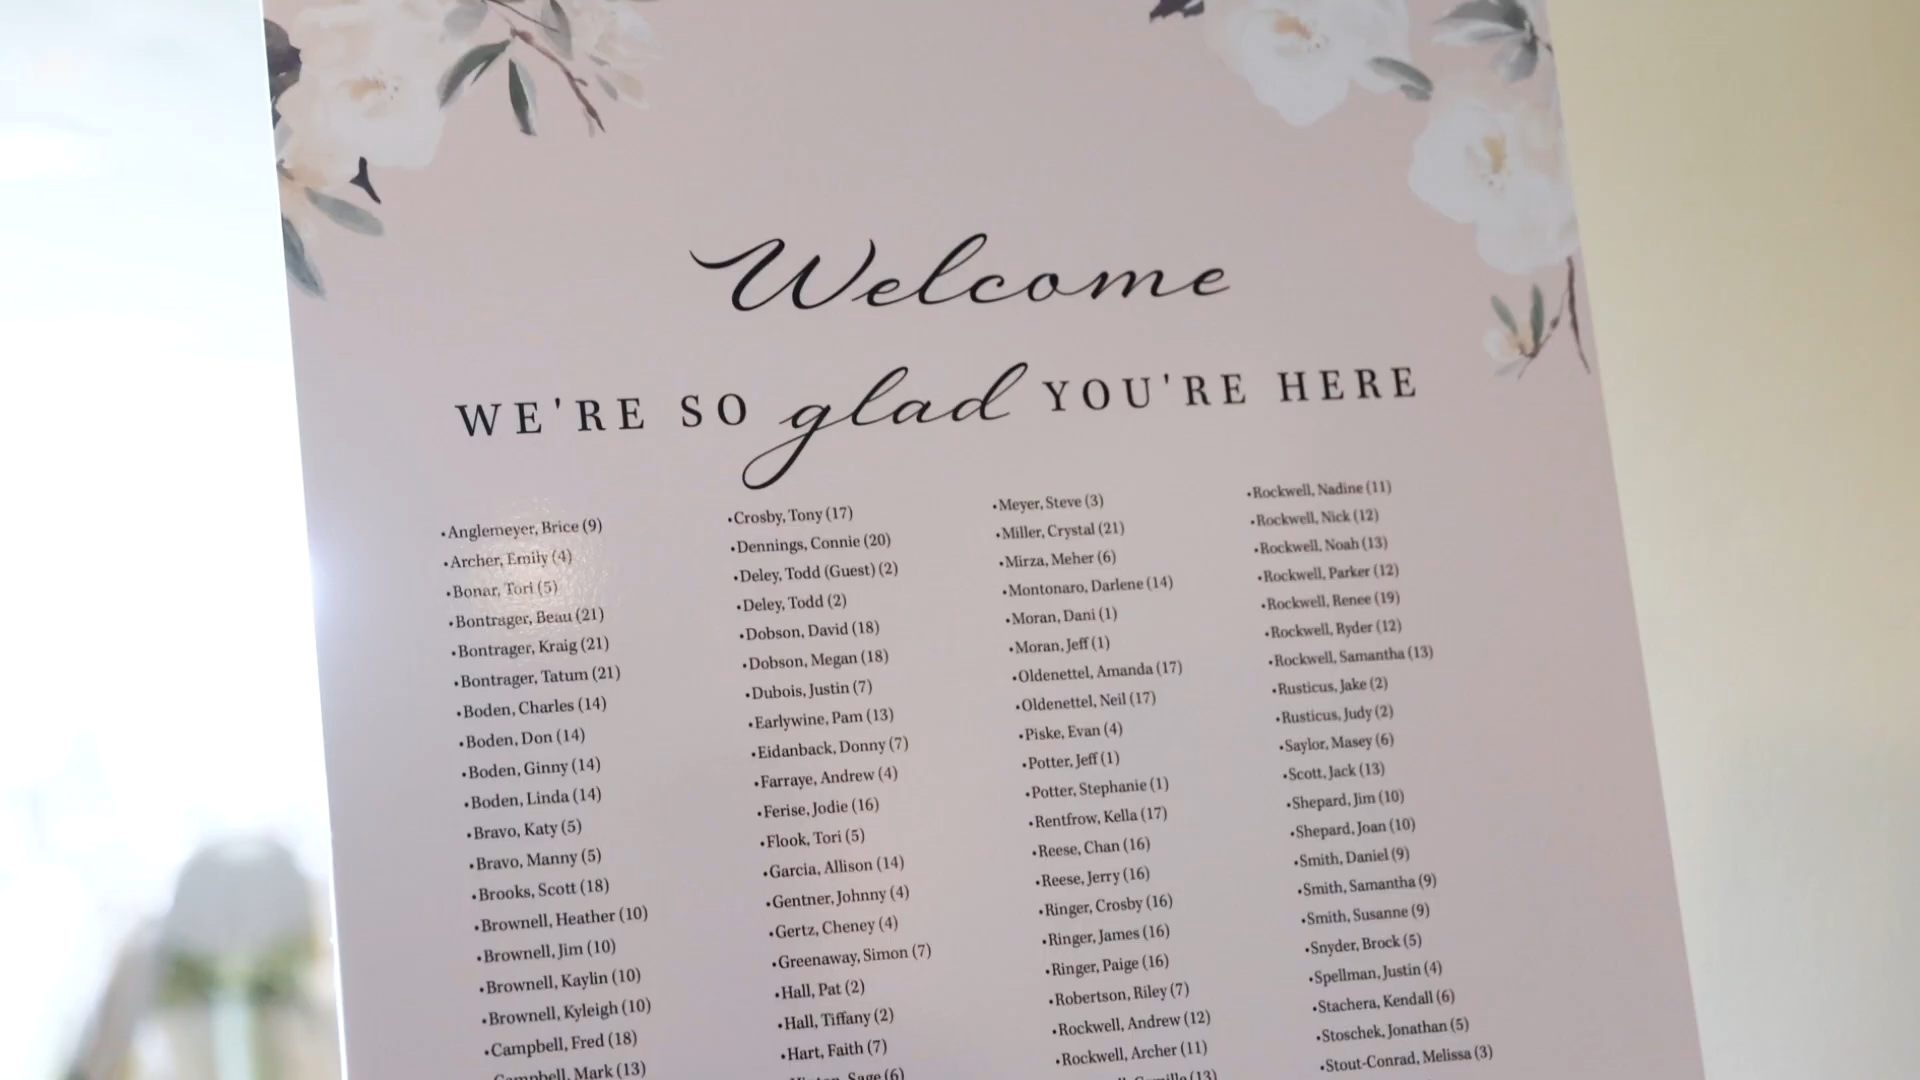 Welcome
WE'RE SO glad YOU'RE HERE
•Anglemeyer, Brice (9)
•Archer, Emily (4)
•Bonar, Tori (5)
•Bontrager, Beau (21)
•Bontrager, Kraig (21)
•Bontrager, Tatum (21)
•Boden, Charles (14)
•Boden, Don (14)
•Boden, Ginny (14)
•Boden, Linda (14)
•Bravo, Katy (5)
•Bravo, Manny (5)
•Brooks, Scott (18)
•Brownell, Heather (10)
•Brownell, Jim (10)
•Brownell, Kaylin (10)
•Brownell, Kyleigh (10)
•Campbell, Fred (18)
Campbell, Mark (13)
•Crosby, Tony (17)
•Dennings, Connie (20)
•Deley, Todd (Guest) (2)
•Deley, Todd (2)
•Dobson, David (18)
•Dobson, Megan (18)
•Dubois, Justin (7)
•Earlywine, Pam (13)
•Eidanback, Donny (7)
•Farraye, Andrew (4)
•Ferise, Jodie (16)
•Flook, Tori (5)
•Garcia, Allison (14)
•Gentner, Johnny (4)
•Gertz, Cheney (4)
•Greenaway, Simon (7)
•Hall, Pat (2)
•Hall, Tiffany (2)
•Hart, Faith (7)
Sage (6)
•Meyer, Steve (3)
•Miller, Crystal (21)
•Mirza, Meher (6)
•Montonaro, Darlene (14)
•Moran, Dani (1)
•Moran, Jeff (1)
•Oldenettel, Amanda (17)
•Oldenettel, Neil (17)
•Piske, Evan (4)
•Potter, Jeff (1)
•Potter, Stephanie (1)
•Rentfrow, Kella (17)
•Reese, Chan (16)
•Reese, Jerry (16)
•Ringer, Crosby (16)
•Ringer, James (16)
•Ringer, Paige (16)
•Robertson, Riley (7)
•Rockwell, Andrew (12)
•Rockwell, Archer (11)
(13)
•Rockwell, Nadine (11)
•Rockwell, Nick (12)
•Rockwell, Noah (13)
•Rockwell, Parker (12)
•Rockwell, Renee (19)
•Rockwell, Ryder (12)
•Rockwell, Samantha (13)
•Rusticus, Jake (2)
•Rusticus, Judy (2)
•Saylor, Masey (6)
•Scott, Jack (13)
•Shepard, Jim (10)
•Shepard, Joan (10)
•Smith, Daniel (9)
•Smith, Samantha (9)
•Smith, Susanne (9)
•Snyder, Brock (5)
•Spellman, Justin (4)
•Stachera, Kendall (6)
•Stoschek, Jonathan (5)
•Stout-Conrad, Melissa (3)